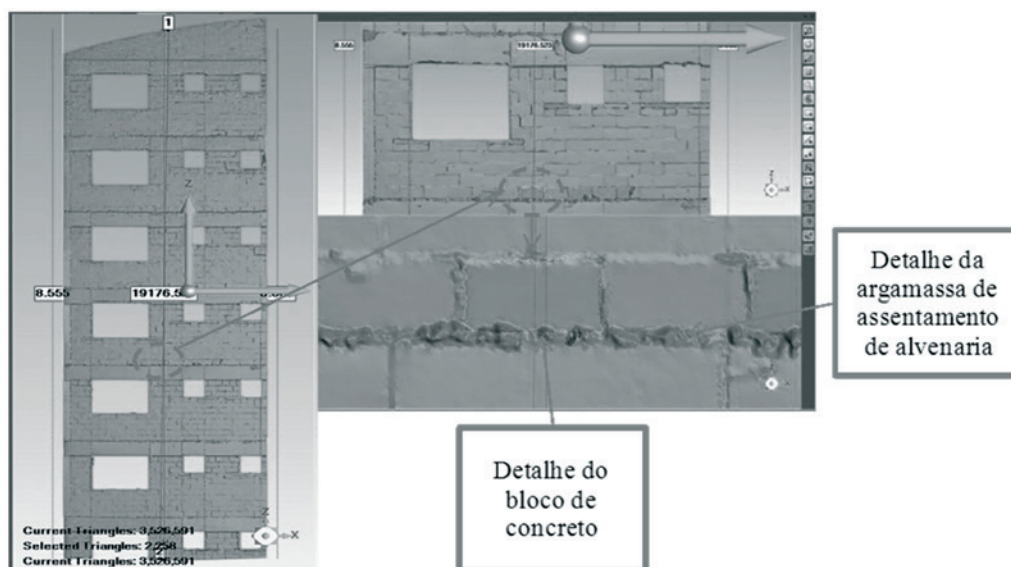 1
8.555
19176.523
Z
8.555
19176.5
X
Current Triangles: 3,526,591
Selected Triangles: 2,258
Current Triangles: 3,526,591
Z
X
Detalhe da
argamassa de
assentamento
de alvenaria
Detalhe do
bloco de
concreto